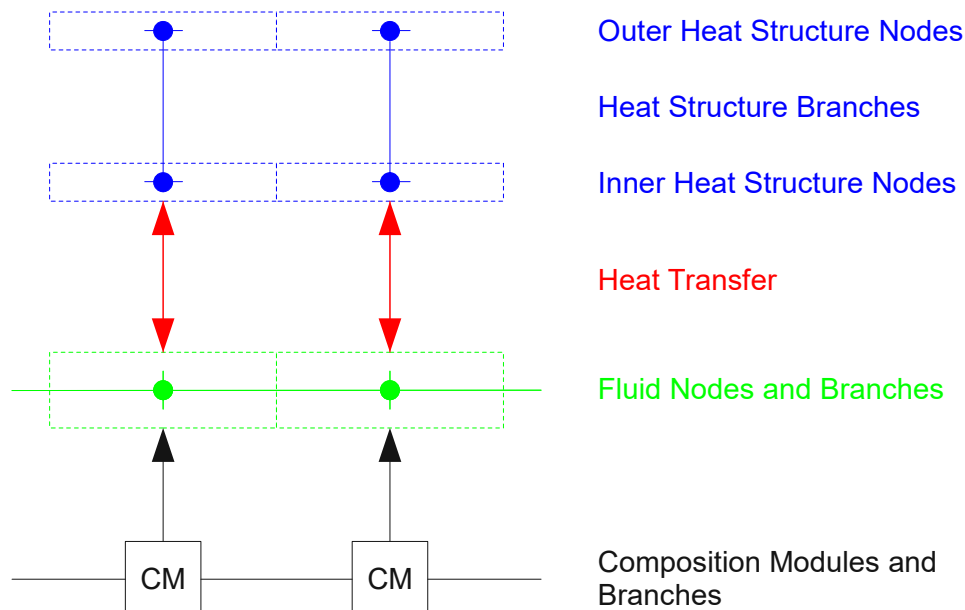 Outer Heat Structure Nodes
Heat Structure Branches
Inner Heat Structure Nodes
Heat Transfer
Fluid Nodes and Branches
CM
CM
Composition Modules and
Branches